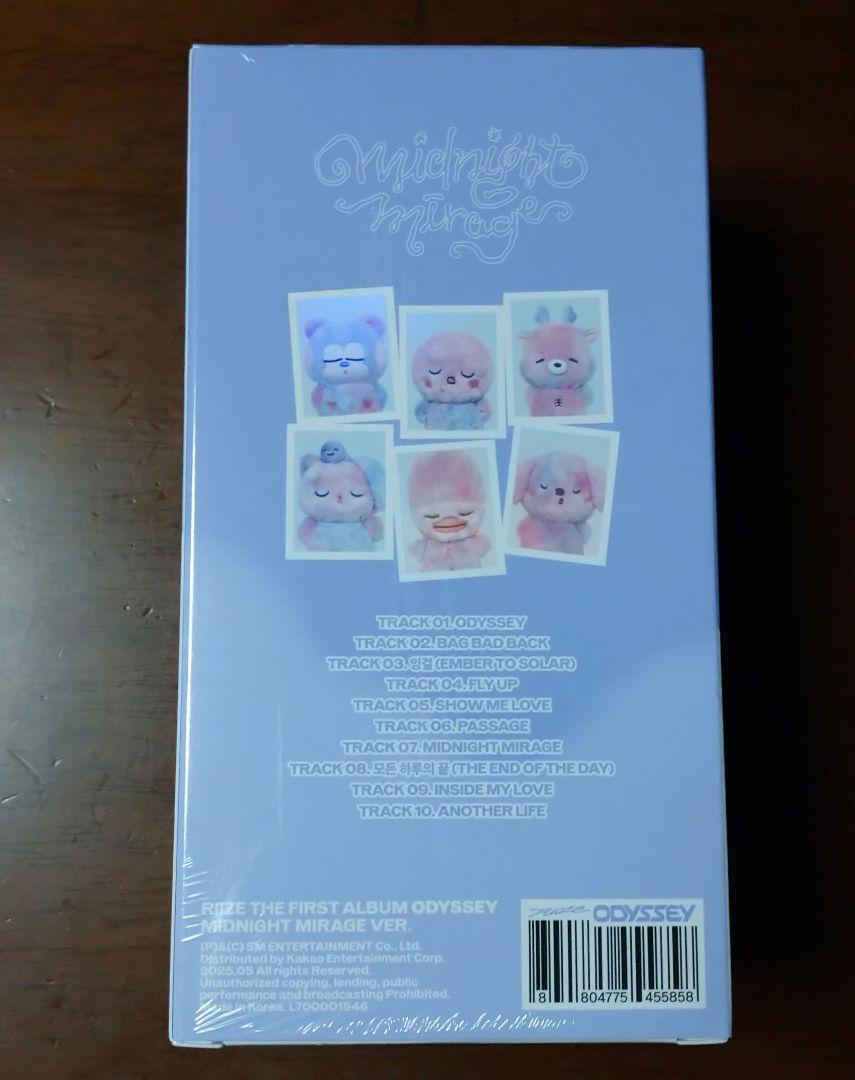 midnight
mirage
TRACK 01. ODYSSEY
TRACK 02. BAG BAD BACK
TRACK 03. 잉걸 (EMBER TO SOLAR)
TRACK 04. FLY UP
TRACK 05. SHOW ME LOVE
TRACK 06. PASSAGE
TRACK 07. MIDNIGHT MIRAGE
TRACK 08. 모든 하루의 끝 (THE END OF THE DAY)
TRACK 09. INSIDE MY LOVE
TRACK 10. ANOTHER LIFE
RIIZE THE FIRST ALBUM ODYSSEY
MIDNIGHT MIRAGE VER.
(P)&(C) SM ENTERTAINMENT Co., Ltd.
Distributed by Kakao Entertainment Corp.
2025.05 All rights Reserved.
Unauthorized copying, lending, public
performance and broadcasting Prohibited.
Made in Korea. L700001546
RIIZE ODYSSEY
8 804775 455858